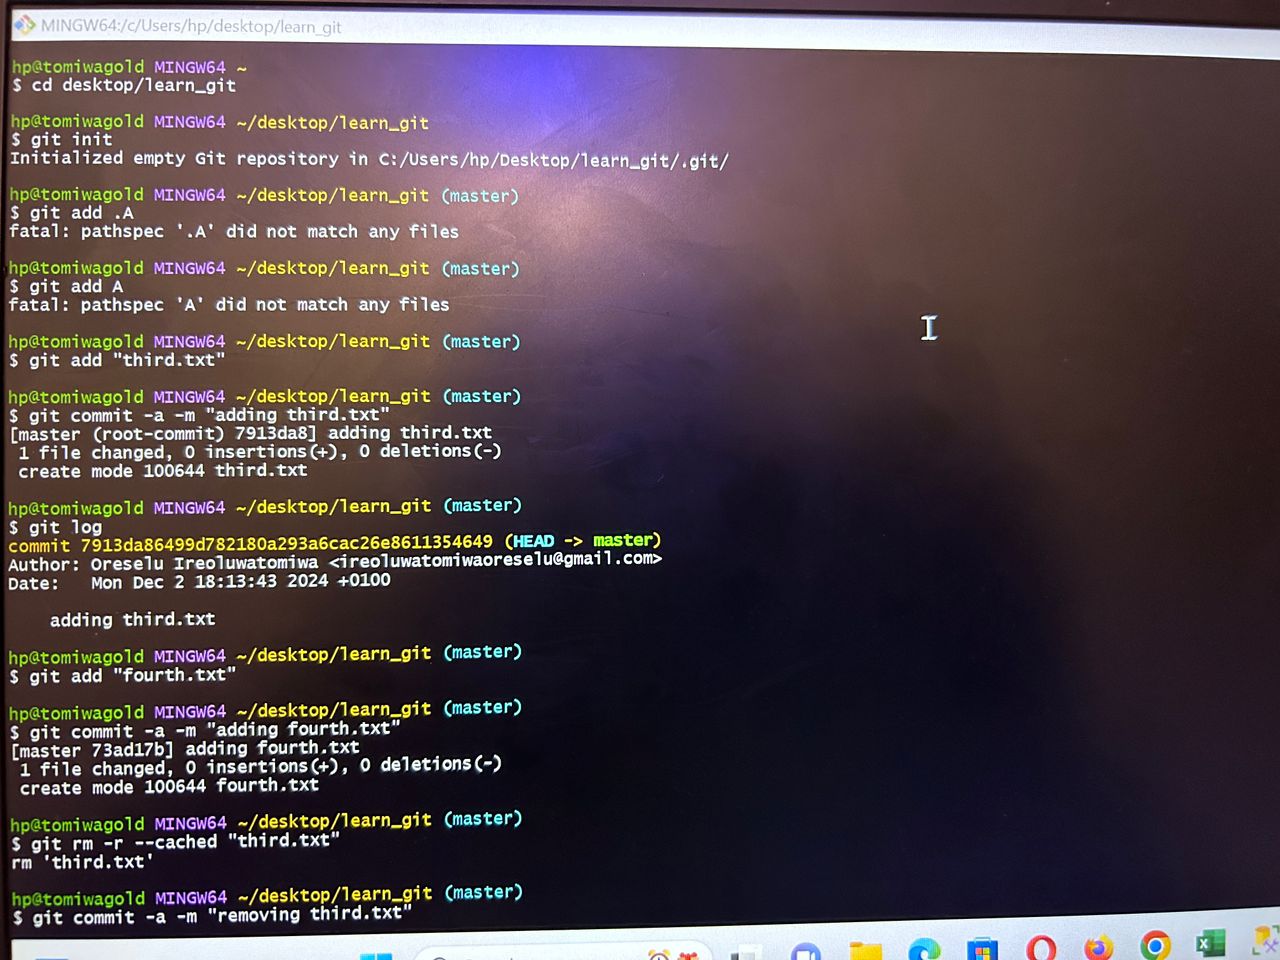 MINGW64:/c/Users/hp/desktop/learn_git
hp@tomiwagold MINGW64 ~
$ cd desktop/learn_git
hp@tomiwagold MINGW64 ~/desktop/learn_git
$ git init
Initialized empty Git repository in C:/Users/hp/Desktop/learn_git/.git/
hp@tomiwagold MINGW64 ~/desktop/learn_git (master)
$ git add .A
fatal: pathspec '.A' did not match any files
hp@tomiwagold MINGW64 ~/desktop/learn_git (master)
$ git add A
fatal: pathspec 'A' did not match any files
hp@tomiwagold MINGW64 ~/desktop/learn_git (master)
$ git add "third.txt"
hp@tomiwagold MINGW64 ~/desktop/learn_git (master)
$ git commit -a -m "adding third.txt"
[master (root-commit) 7913da8] adding third.txt
1 file changed, 0 insertions(+), 0 deletions(-)
create mode 100644 third.txt
hp@tomiwagold MINGW64 ~/desktop/learn_git (master)
$ git log
commit 7913da86499d782180a293a6cac26e8611354649 (HEAD -> master)
Author: Oreselu Ireoluwatomiwa <ireoluwatomiwaoreselu@gmail.com>
Date:   Mon Dec 2 18:13:43 2024 +0100
adding third.txt
hp@tomiwagold MINGW64 ~/desktop/learn_git (master)
$ git add "fourth.txt"
hp@tomiwagold MINGW64 ~/desktop/learn_git (master)
$ git commit -a -m "adding fourth.txt"
[master 73ad17b] adding fourth.txt
1 file changed, 0 insertions(+), 0 deletions(-)
create mode 100644 fourth.txt
hp@tomiwagold MINGW64 ~/desktop/learn_git (master)
$ git rm -r --cached "third.txt"
rm 'third.txt'
hp@tomiwagold MINGW64 ~/desktop/learn_git (master)
$ git commit -a -m "removing third.txt"